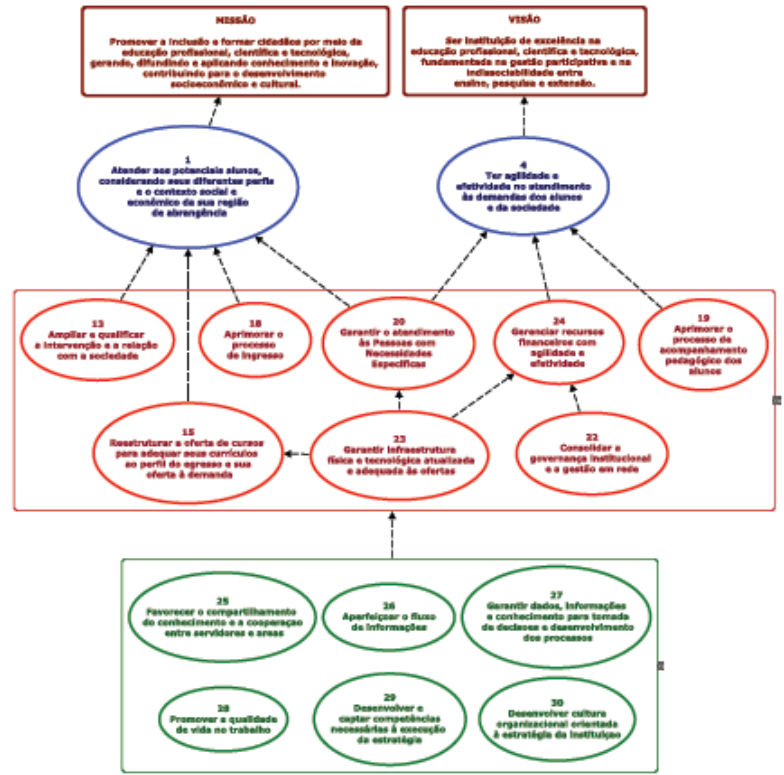 MISSÃO
Promover a inclusão e formar cidadãos por meio da
educação profissional, científica e tecnológica,
gerando, difundindo e aplicando conhecimento e inovação,
contribuindo para o desenvolvimento
socioeconômico e cultural.
VISÃO
Ser instituição de excelência na
educação profissional, científica e tecnológica,
fundamentada na gestão participativa e na
indissociabilidade entre
ensino, pesquisa e extensão.
1
Atender aos potenciais alunos,
considerando seus diferentes perfis
e o contexto social e
econômico da sua região
de abrangência
4
Ter agilidade e
efetividade no atendimento
às demandas dos alunos
e da sociedade
13
Ampliar e qualificar
a intervenção e a relação
com a sociedade
18
Aprimorar o
processo
de ingresso
20
Garantir o atendimento
às Pessoas com
Necessidades
Específicas
24
Gerenciar recursos
financeiros com
agilidade e
efetividade
19
Aprimorar o
processo de
acompanhamento
pedagógico dos
alunos
15
Reestruturar a oferta de cursos
para adequar seus currículos
ao perfil do egresso e sua
oferta à demanda
23
Garantir infraestrutura
física e tecnológica atualizada
e adequada às ofertas
22
Consolidar a
governança institucional
e a gestão em rede
25
Favorecer o compartilhamento
do conhecimento e a cooperaçao
entre servidores e areas
26
Aperfeiçoar o fluxo
de informações
27
Garantir dados, informações
e conhecimento para tomada
de decisoes e desenvolvimento
dos processos
28
Promover a qualidade
de vida no trabalho
29
Desenvolver e
captar competências
necessárias à execução
da estratégia
30
Desenvolver cultura
organizacional orientada
à estratégia da instituiçao